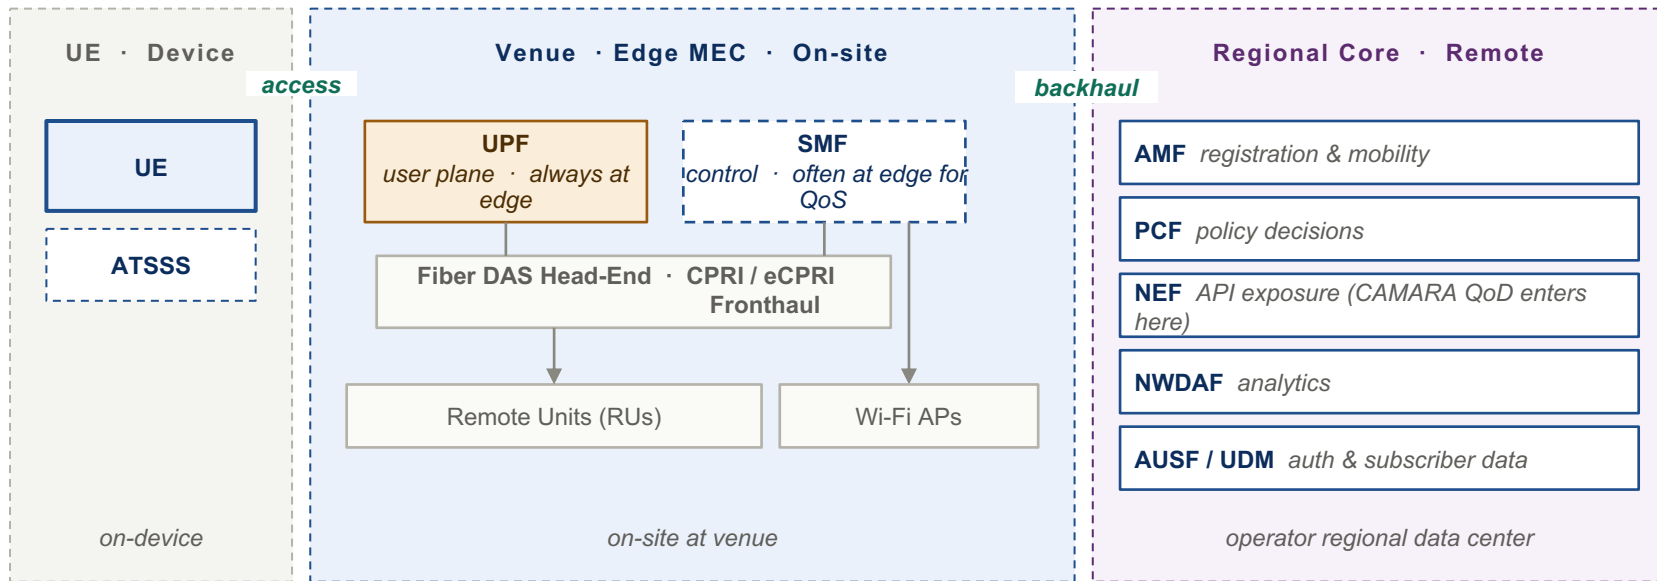 UE · Device
access
UE
ATSSS
on-device
Venue · Edge MEC · On-site
backhaul
UPF
user plane · always at
edge
SMF
control · often at edge for
QoS
Fiber DAS Head-End · CPRI / eCPRI
Fronthaul
Remote Units (RUs)
Wi-Fi APs
on-site at venue
Regional Core · Remote
AMF registration & mobility
PCF policy decisions
NEF API exposure (CAMARA QoD enters
here)
NWDAF analytics
AUSF / UDM auth & subscriber data
operator regional data center